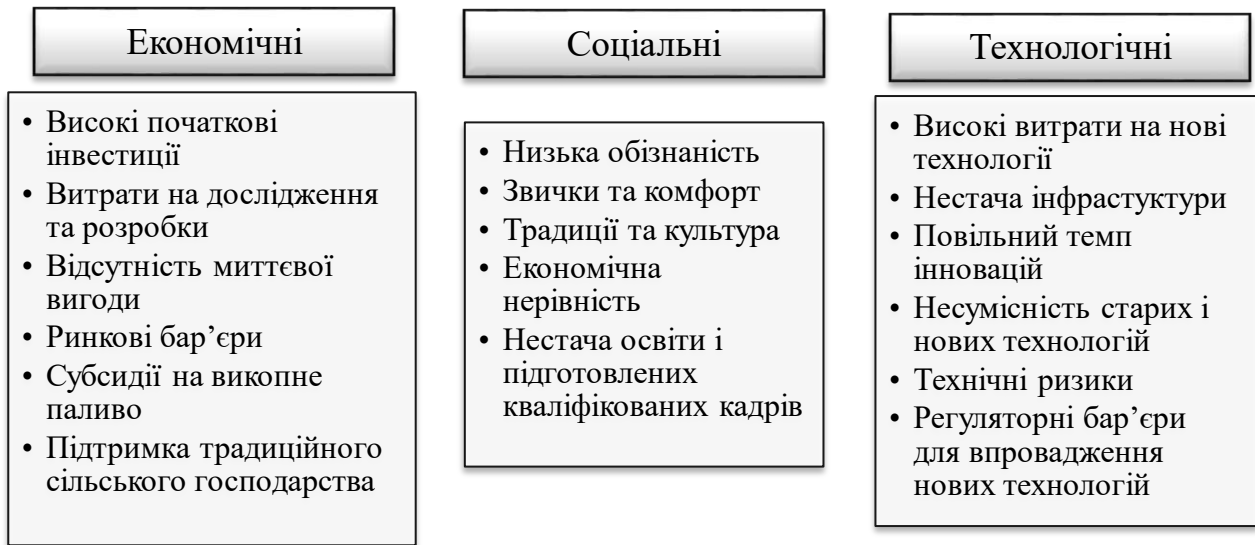 Економічні
• Високі початкові
інвестиції
• Витрати на дослідження
та розробки
• Відсутність миттєвої
вигоди
• Ринкові бар’єри
• Субсидії на викопне
паливо
• Підтримка традиційного
сільського господарства
Соціальні
• Низька обізнаність
• Звички та комфорт
• Традиції та культура
• Економічна
нерівність
• Нестача освіти і
підготовлених
кваліфікованих кадрів
Технологічні
• Високі витрати на нові
технології
• Нестача інфрастуктури
• Повільний темп
інновацій
• Несумісність старих і
нових технологій
• Технічні ризики
• Регуляторні бар’єри
для впровадження
нових технологій